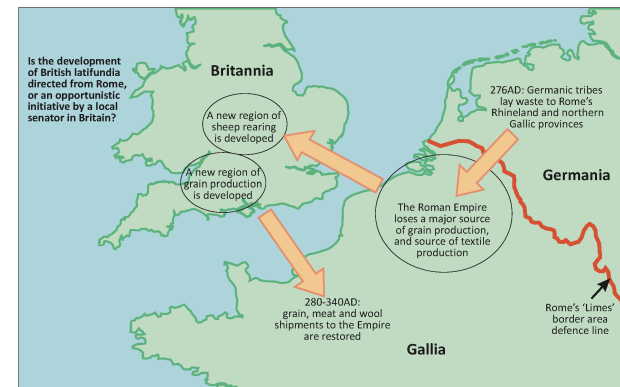 Is the development
of British latifundia
directed from Rome,
or an opportunistic
initiative by a local
senator in Britain?
Britannia
A new region of
sheep rearing
is developed
A new region of
grain production
is developed
276AD: Germanic tribes
lay waste to Rome's
Rhineland and northern
Gallic provinces
Germania
The Roman Empire
loses a major source
of grain production,
and source of textile
production
280-340AD:
grain, meat and wool
shipments to the Empire
are restored
Rome's 'Limes'
border area
defence line
Gallia